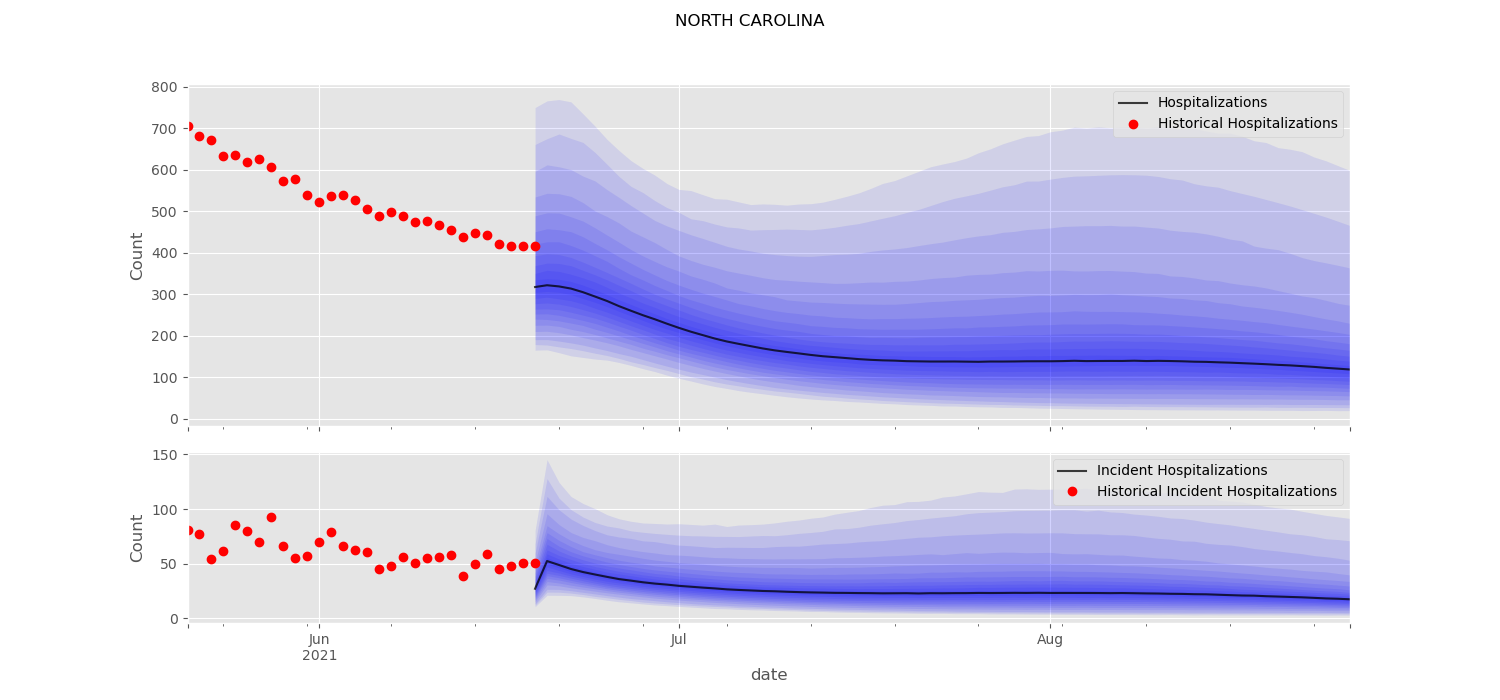 NORTH CAROLINA
800
700
600
500
400
300
200
100
0
Count
Hospitalizations
Historical Hospitalizations
150
100
50
0
Count
Incident Hospitalizations
Historical Incident Hospitalizations
Jun
2021
Jul
Aug
date